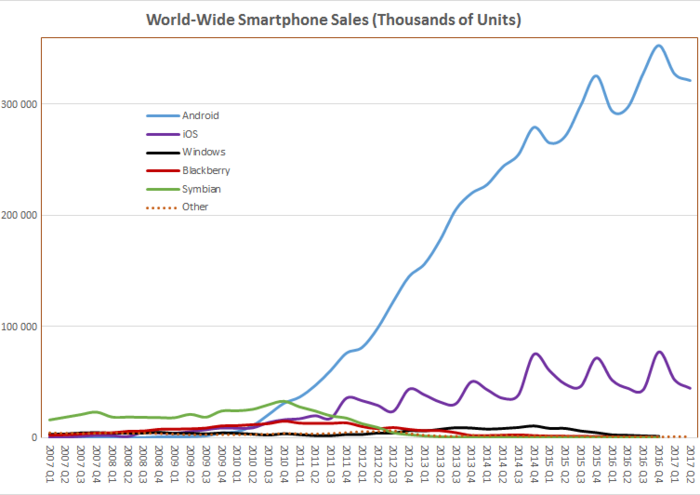 World-Wide Smartphone Sales (Thousands of Units)
300 000
200 000
100 000
0
Android
iOS
Windows
Blackberry
Symbian
Other
2007 Q1
2007 Q2
2007 Q3
2007 Q4
2008 Q1
2008 Q2
2008 Q3
2008 Q4
2009 Q1
2009 Q2
2009 Q3
2009 Q4
2010 Q1
2010 Q2
2010 Q3
2010 Q4
2011 Q1
2011 Q2
2011 Q3
2011 Q4
2012 Q1
2012 Q2
2012 Q3
2012 Q4
2013 Q1
2013 Q2
2013 Q3
2013 Q4
2014 Q1
2014 Q2
2014 Q3
2014 Q4
2015 Q1
2015 Q2
2015 Q3
2015 Q4
2016 Q1
2016 Q2
2016 Q3
2016 Q4
2017 Q1
2017 Q2